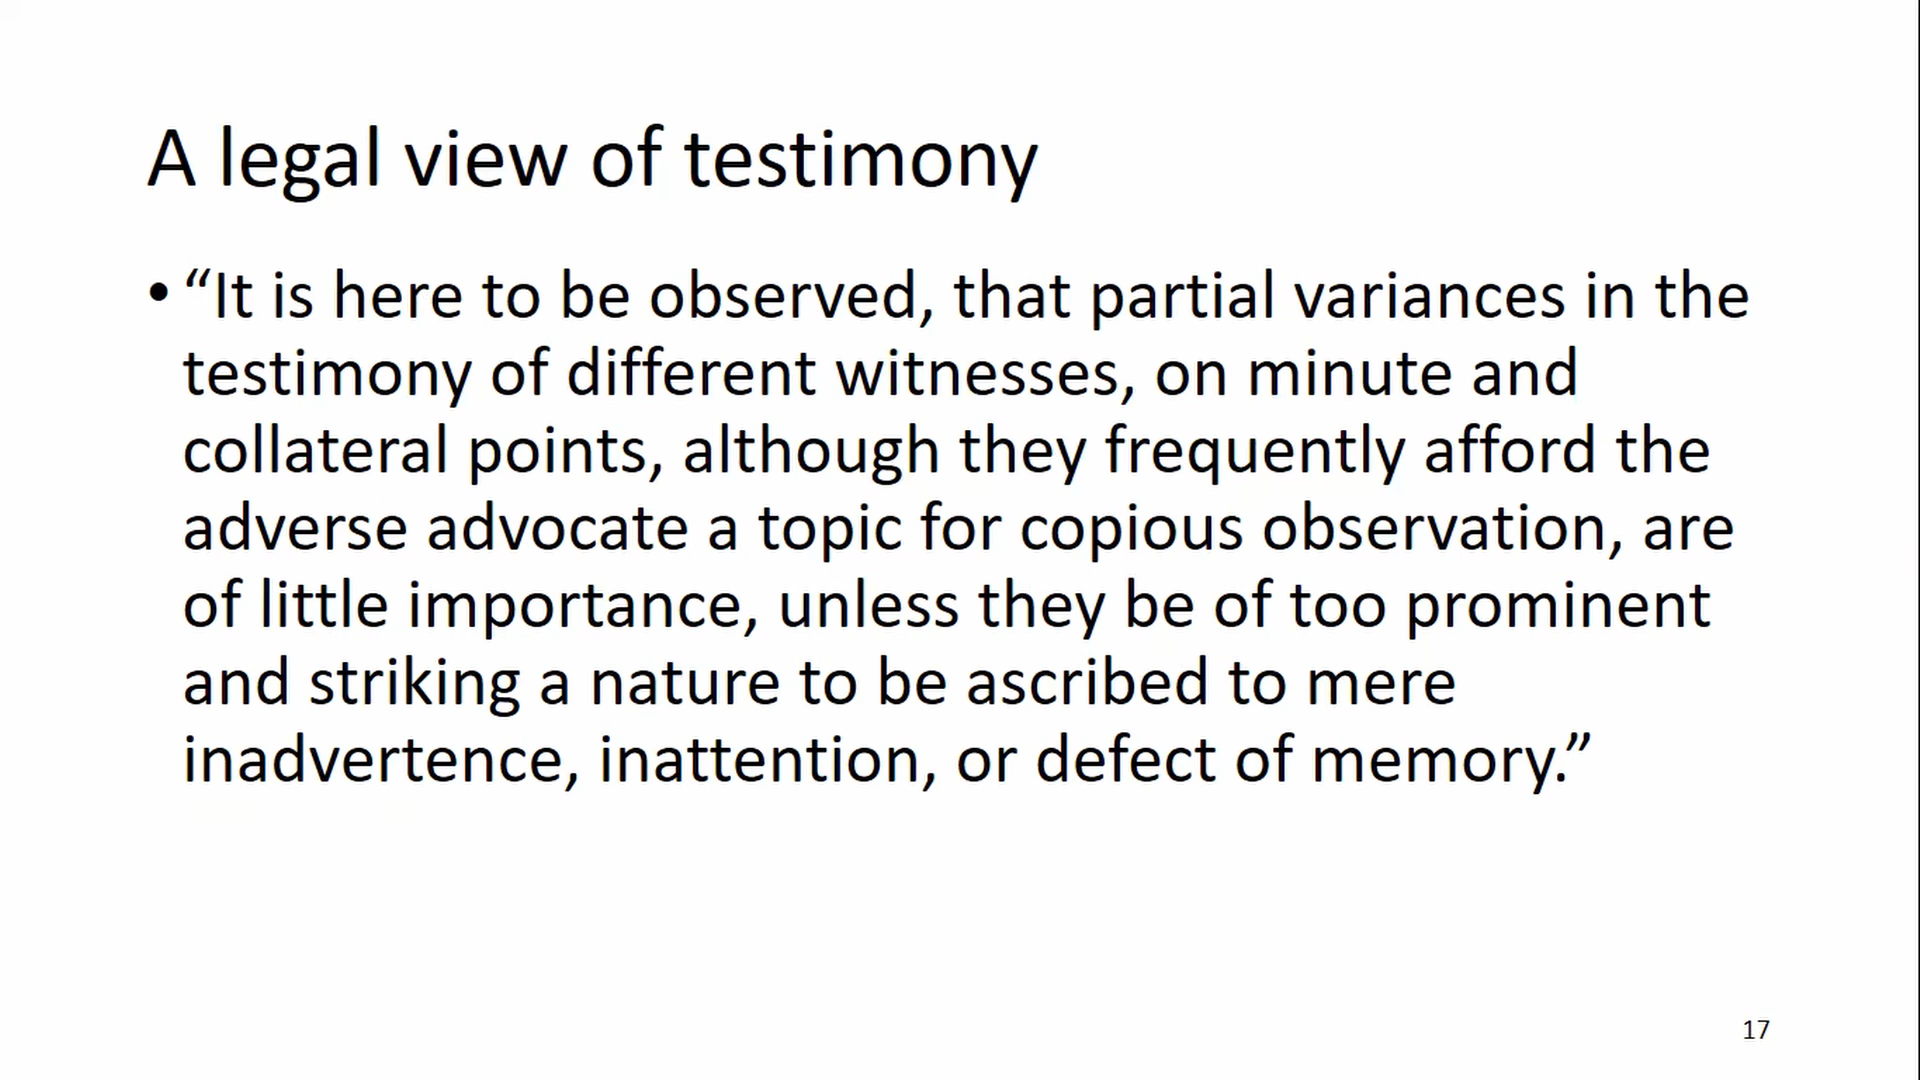 A legal view of testimony
• “It is here to be observed, that partial variances in the
testimony of different witnesses, on minute and
collateral points, although they frequently afford the
adverse advocate a topic for copious observation, are
of little importance, unless they be of too prominent
and striking a nature to be ascribed to mere
inadvertence, inattention, or defect of memory.”
17